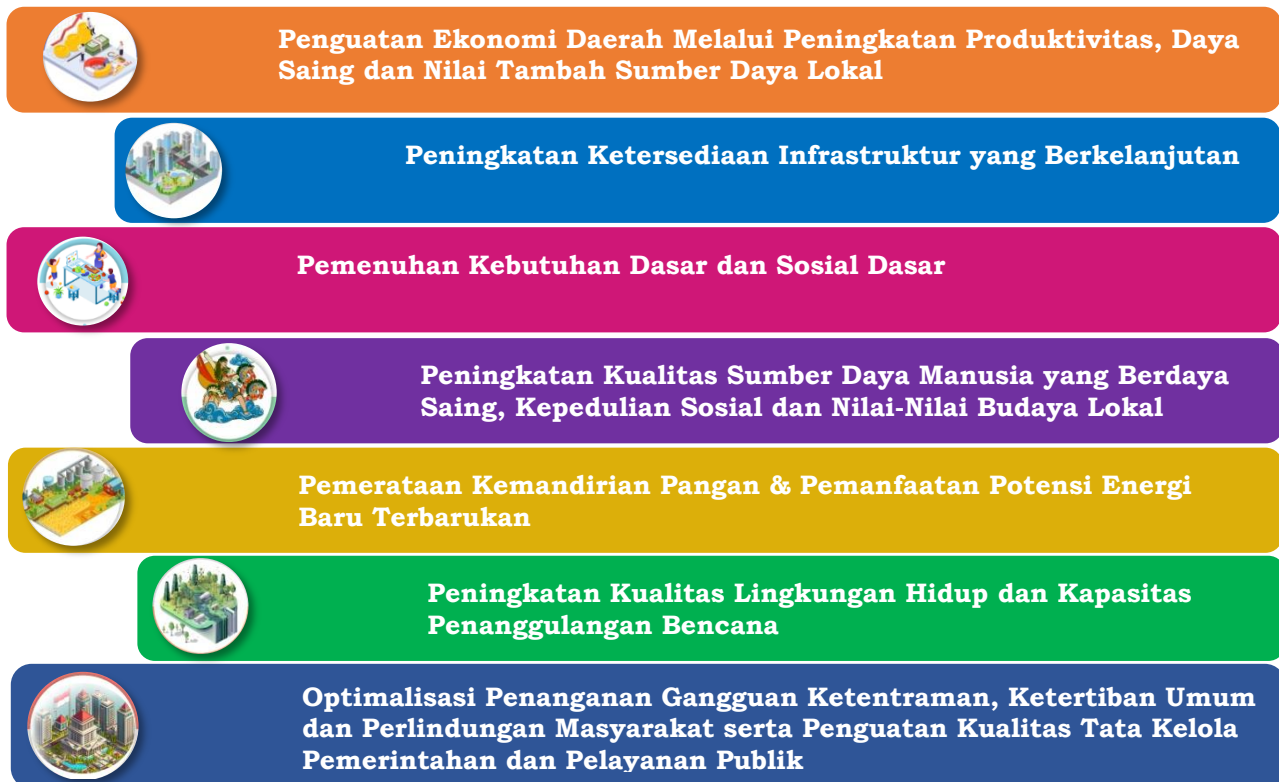 Penguatan Ekonomi Daerah Melalui Peningkatan Produktivitas, Daya
Saing dan Nilai Tambah Sumber Daya Lokal
Peningkatan Ketersediaan Infrastruktur yang Berkelanjutan
Pemenuhan Kebutuhan Dasar dan Sosial Dasar
Peningkatan Kualitas Sumber Daya Manusia yang Berdaya
Saing, Kepedulian Sosial dan Nilai-Nilai Budaya Lokal
Pemerataan Kemandirian Pangan & Pemanfaatan Potensi Energi
Baru Terbarukan
Peningkatan Kualitas Lingkungan Hidup dan Kapasitas
Penanggulangan Bencana
Optimalisasi Penanganan Gangguan Ketentraman, Ketertiban Umum
dan Perlindungan Masyarakat serta Penguatan Kualitas Tata Kelola
Pemerintahan dan Pelayanan Publik